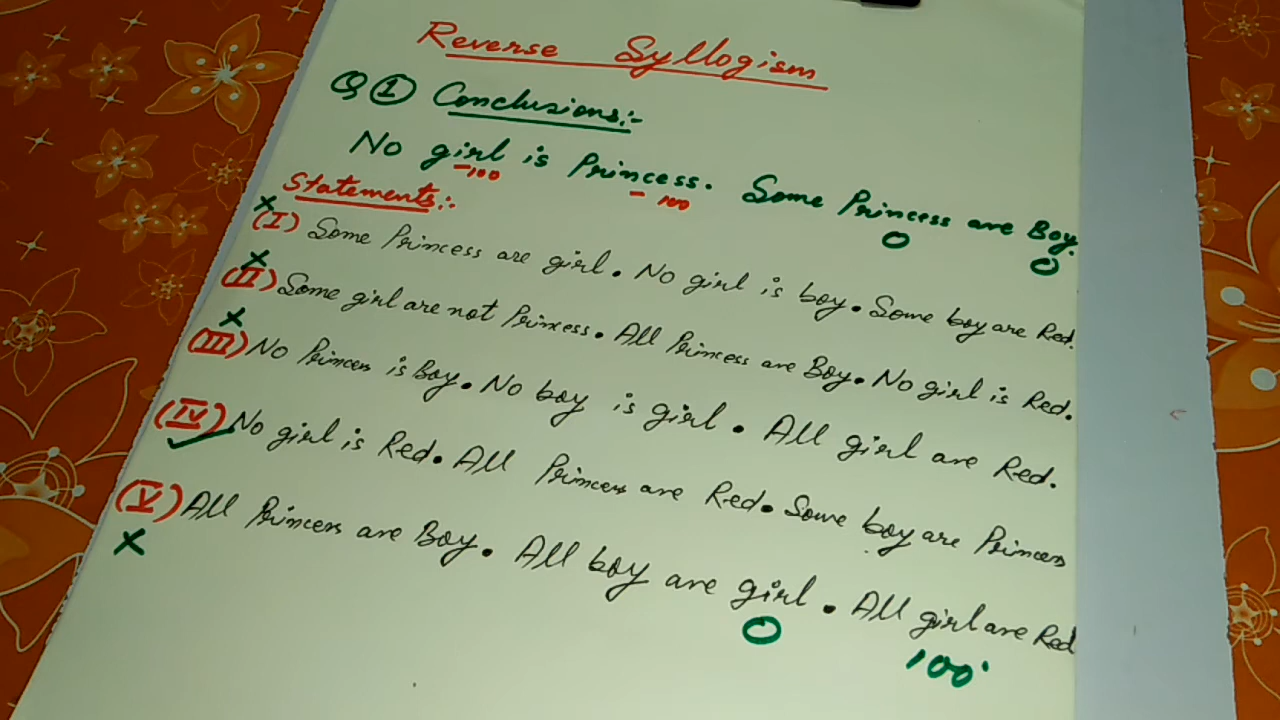 Reverse Syllogism
Q ① Conclusions:-
No girl is Princess. Some Princess are Boy.
-100 -100 0 0
Statements:-
× (I) Some Princess are girl. No girl is boy. Some boy are Red.
× (II) Some girl are not Princess. All Princess are Boy. No girl is Red.
× (III) No Princess is Boy. No boy is girl. All girl are Red.
(IV) ✓ No girl is Red. All Princess are Red. Some boy are Princess
(V) × All Princess are Boy. All boy are girl. All girl are Red
0 100